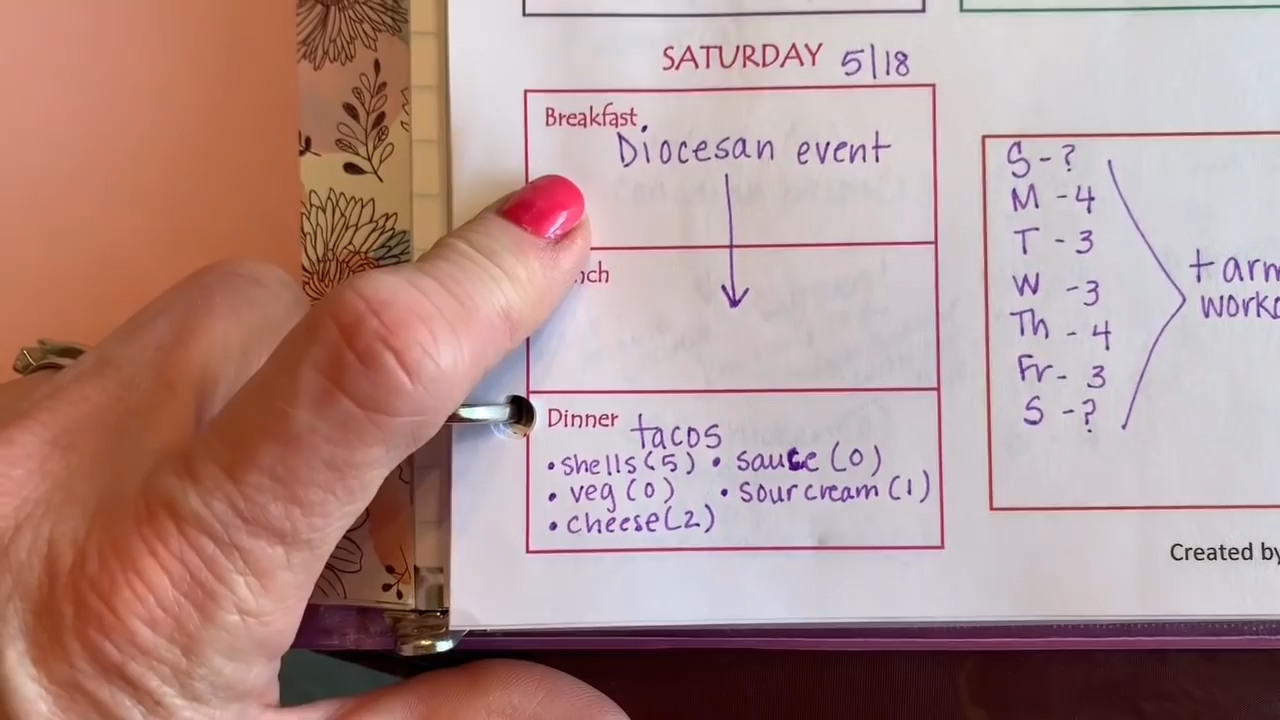 SATURDAY 5/18
Breakfast
Diocesan event
Dinner tacos
• shells (5) • sauce (0)
• veg (0) • sour cream (1)
• cheese (2)
S - ?
M - 4
T - 3
W - 3
Th - 4
Fr - 3
S - ?
Created by